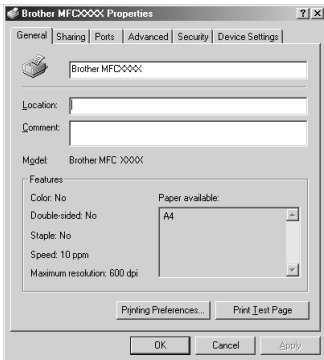 Brother MFCXXXX Properties
General Sharing Ports Advanced Security Device Settings
Brother MFCXXXX
Location:
Comment:
Model: Brother MFC XXXX
Features
Color: No
Double-sided: No
Staple: No
Speed: 10 ppm
Maximum resolution: 600 dpi
Paper available:
A4
Printing Preferences... Print Test Page
OK Cancel Apply